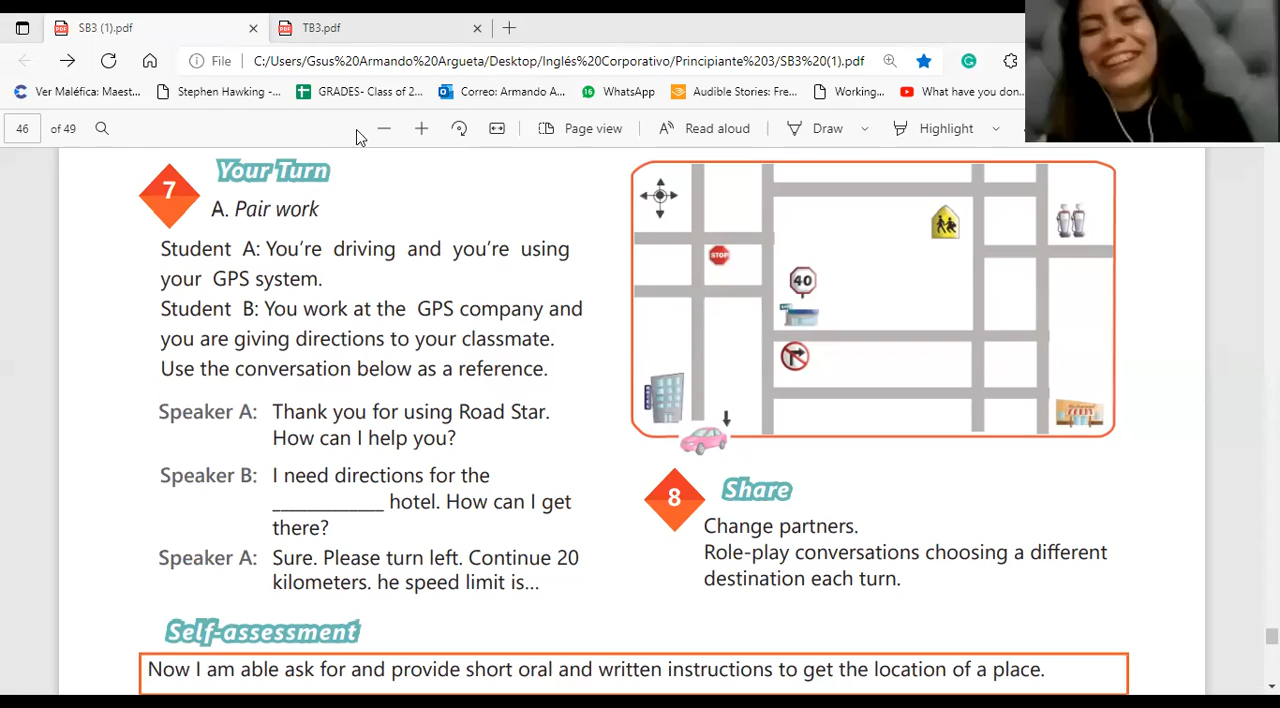 SB3 (1).pdf
TB3.pdf
File
C:/Users/Gsus%20Armando%20Argueta/Desktop/Inglés%20Corporativo/Principiante%203/SB3%20(1).pdf
Ver Maléfica: Maest...
Stephen Hawking -...
GRADES- Class of 2...
Correo: Armando A...
16
WhatsApp
Audible Stories: Fre...
Working...
What have you don...
46
of 49
Page view
Read aloud
Draw
Highlight
7
Your Turn
A. Pair work
Student A: You're driving and you're using
your GPS system.
Student B: You work at the GPS company and
you are giving directions to your classmate.
Use the conversation below as a reference.
Speaker A: Thank you for using Road Star.
How can I help you?
Speaker B: I need directions for the
____________ hotel. How can I get
there?
Speaker A: Sure. Please turn left. Continue 20
kilometers. he speed limit is...
STOP
40
8
Share
Change partners.
Role-play conversations choosing a different
destination each turn.
Self-assessment
Now I am able ask for and provide short oral and written instructions to get the location of a place.